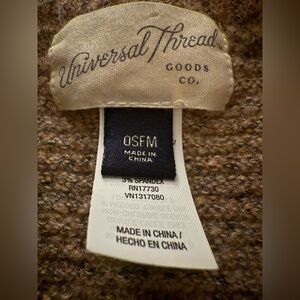 Universal Thread
GOODS
CO.
OSFM
MADE IN
CHINA
3% SPANDEX
RN17730
VN1317080
MADE IN CHINA /
HECHO EN CHINA